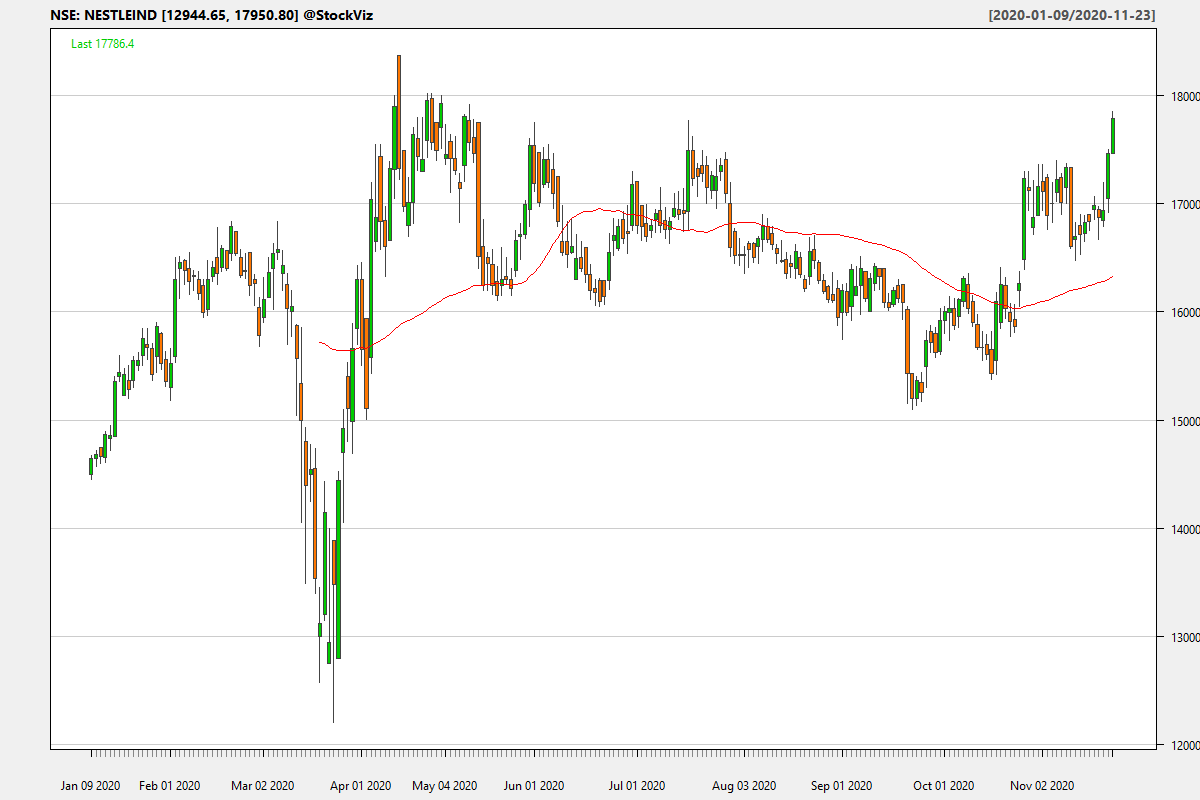 NSE: NESTLEIND [12944.65, 17950.80] @StockViz [2020-01-09/2020-11-23]
Last 17786.4
18000
17000
16000
15000
14000
13000
12000
Jan 09 2020 Feb 01 2020 Mar 02 2020 Apr 01 2020 May 04 2020 Jun 01 2020 Jul 01 2020 Aug 03 2020 Sep 01 2020 Oct 01 2020 Nov 02 2020